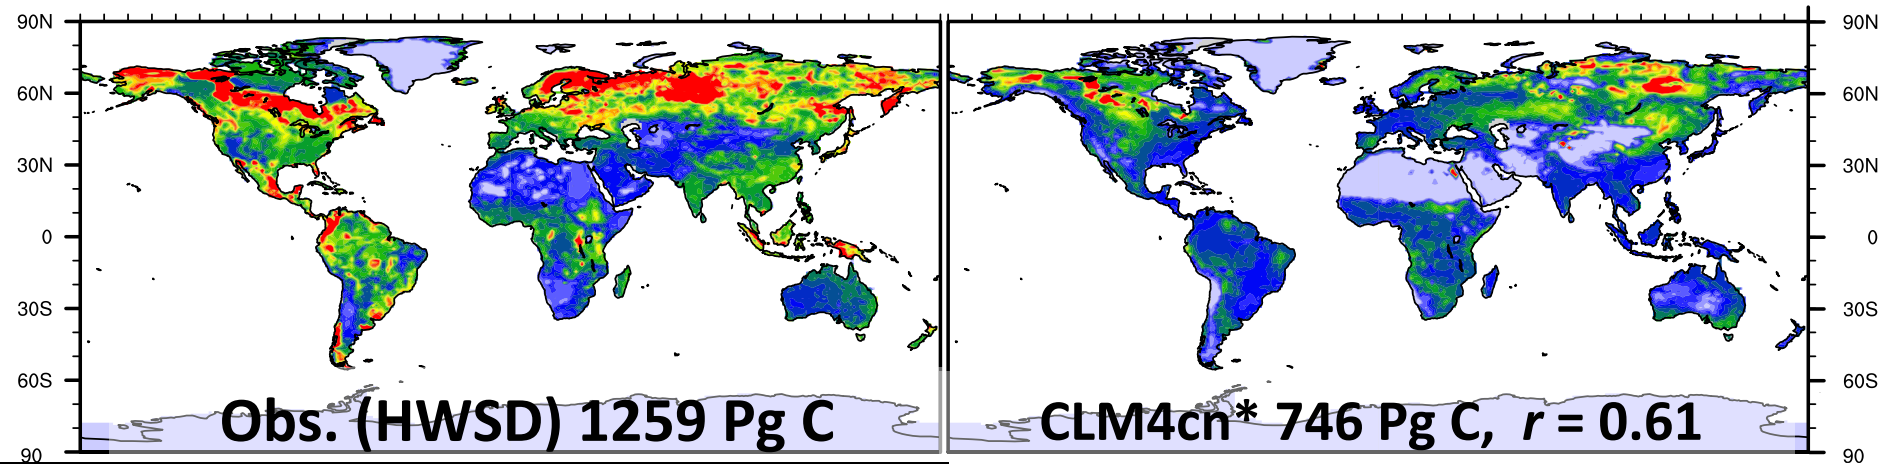 90N
60N
30N
0
30S
60S
90
Obs. (HWSD) 1259 Pg C
CLM4cn* 746 Pg C, r = 0.61
90N
60N
30N
0
30S
60S
90